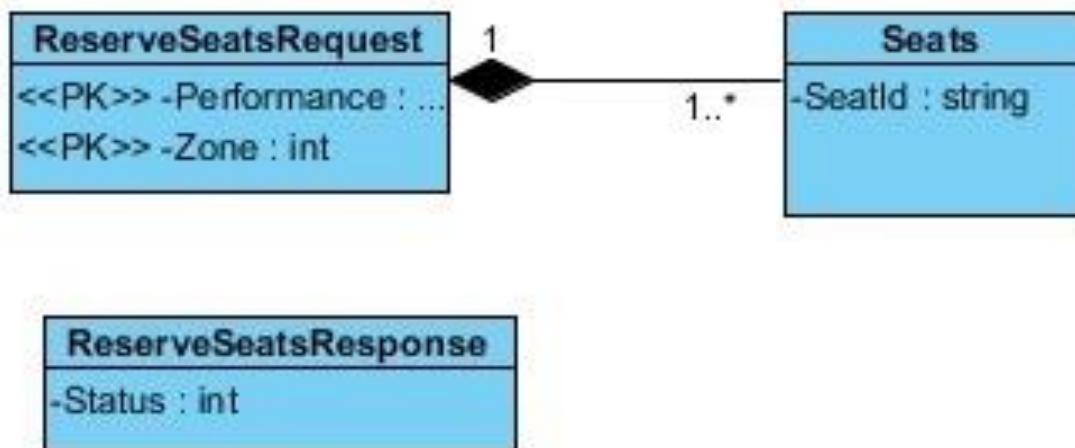 ReserveSeatsRequest
1
Seats
<<PK>> -Performance : ...
<<PK>> -Zone : int
1..*
-SeatId : string
ReserveSeatsResponse
-Status : int